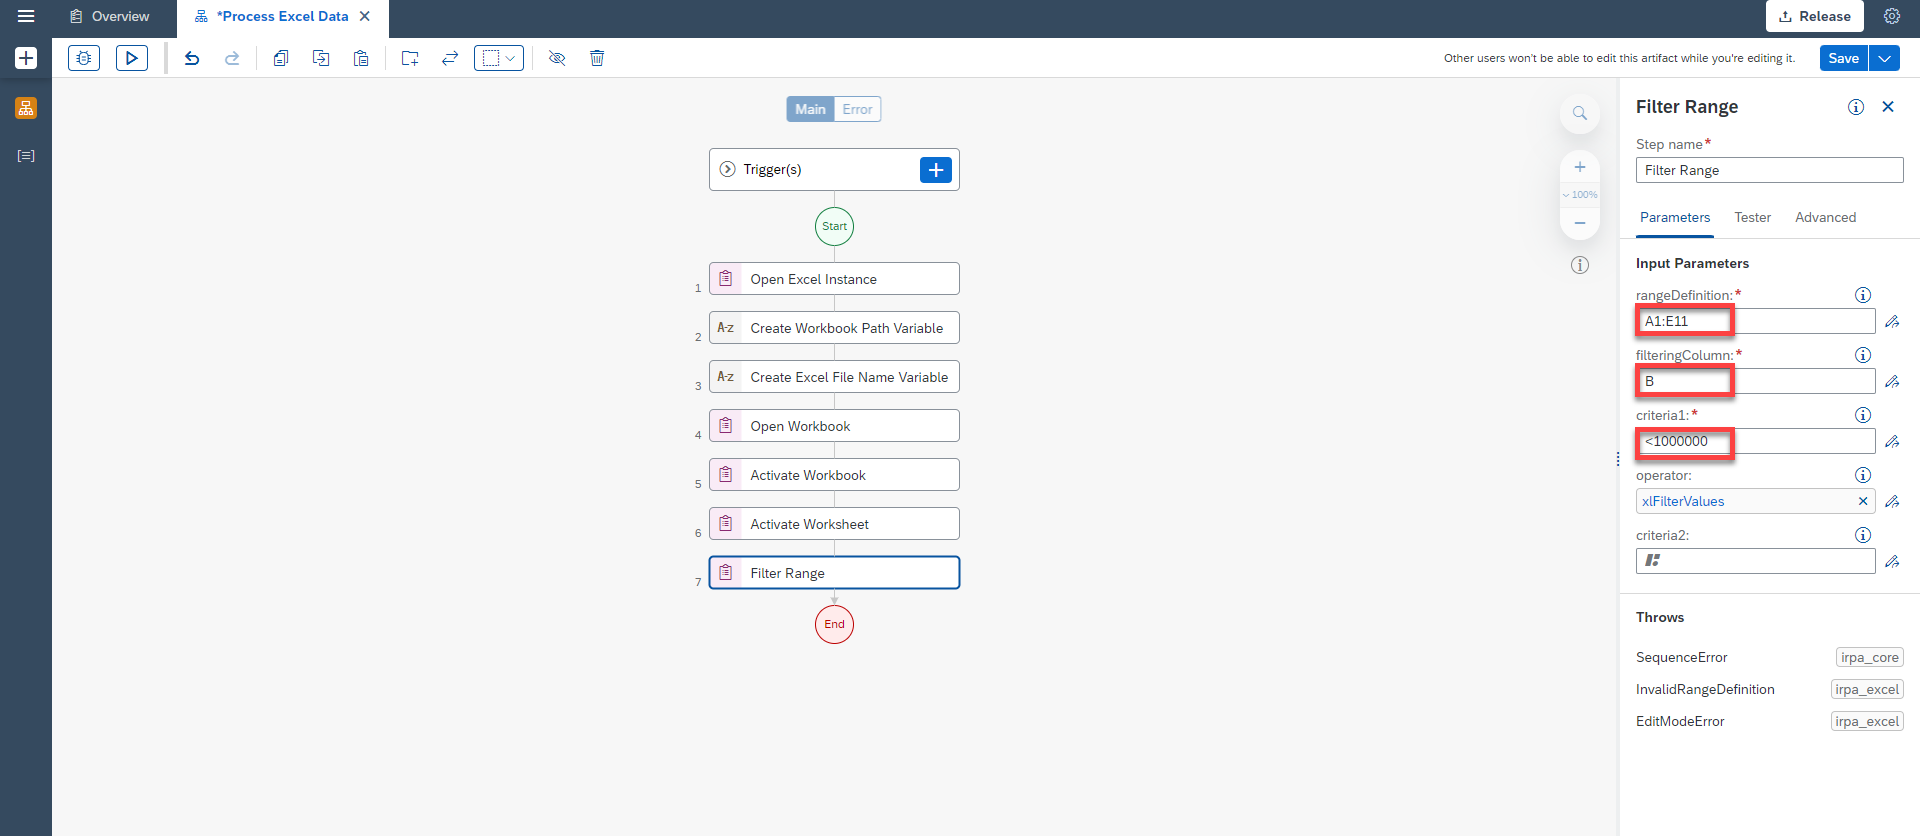 Overview
*Process Excel Data
Release
Other users won't be able to edit this artifact while you're editing it.
Save
Main
Error
Trigger(s)
Start
1
Open Excel Instance
2
A-z
Create Workbook Path Variable
3
A-z
Create Excel File Name Variable
4
Open Workbook
5
Activate Workbook
6
Activate Worksheet
7
Filter Range
End
100%
Filter Range
Step name*
Filter Range
Parameters
Tester
Advanced
Input Parameters
rangeDefinition:*
A1:E11
filteringColumn:*
B
criteria1:*
<1000000
operator:
xlFilterValues
criteria2:
Throws
SequenceError
irpa_core
InvalidRangeDefinition
irpa_excel
EditModeError
irpa_excel